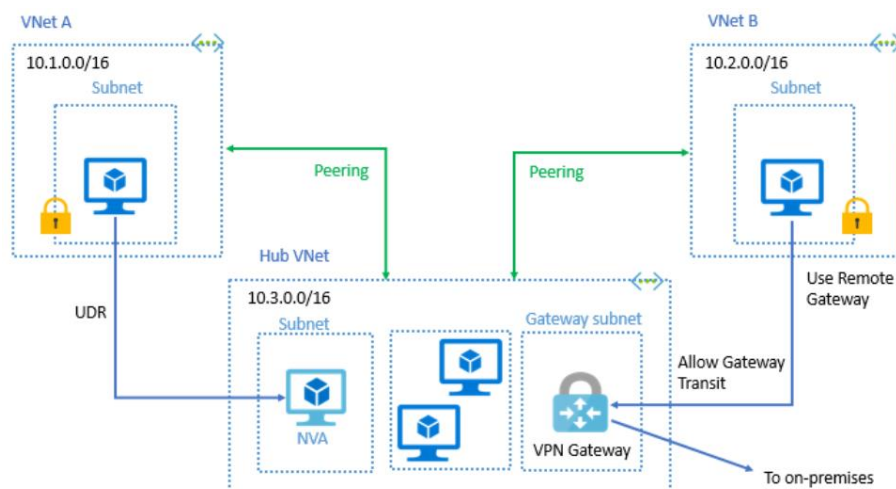 VNet A
10.1.0.0/16
Subnet
VNet B
10.2.0.0/16
Subnet
Peering
Peering
UDR
Use Remote
Gateway
Allow Gateway
Transit
Hub VNet
10.3.0.0/16
Subnet
NVA
Gateway subnet
VPN Gateway
To on-premises